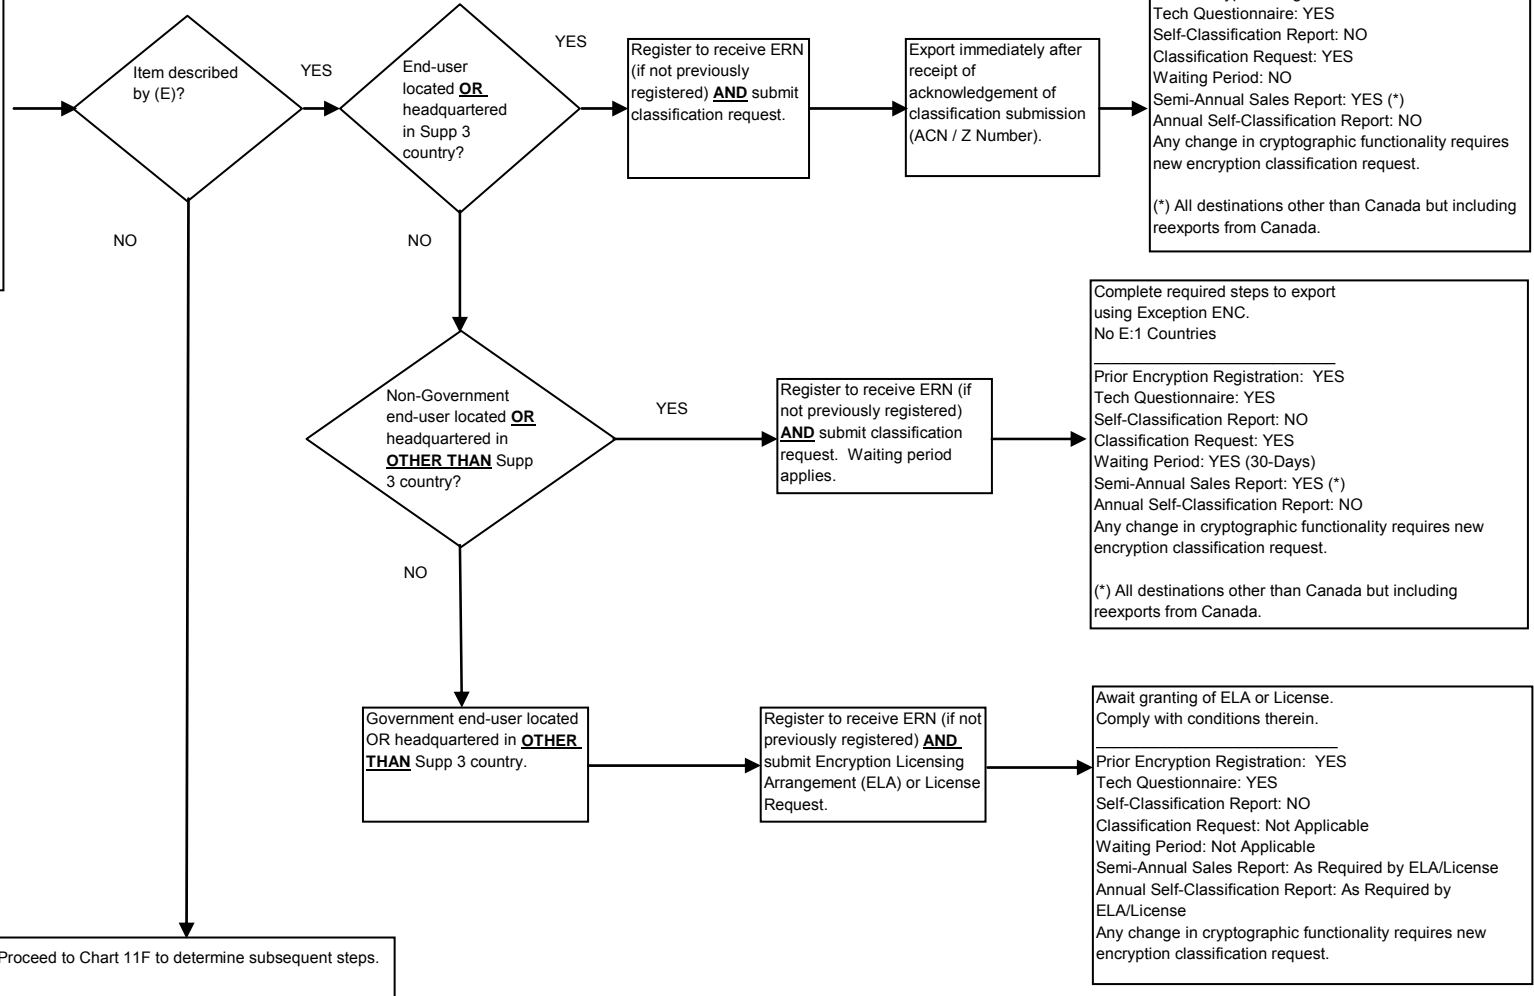 Item described
by (E)?
YES
End-user
located OR
headquartered
in Supp 3
country?
YES
Register to receive ERN
(if not previously
registered) AND submit
classification request.
Export immediately after
receipt of
acknowledgement of
classification submission
(ACN / Z Number).
Tech Questionnaire: YES
Self-Classification Report: NO
Classification Request: YES
Waiting Period: NO
Semi-Annual Sales Report: YES (*)
Annual Self-Classification Report: NO
Any change in cryptographic functionality requires
new encryption classification request.
(*) All destinations other than Canada but including
reexports from Canada.
NO
NO
Non-Government
end-user located OR
headquartered in
OTHER THAN Supp
3 country?
YES
Register to receive ERN (if
not previously registered)
AND submit classification
request.  Waiting period
applies.
Complete required steps to export
using Exception ENC.
No E:1 Countries
Prior Encryption Registration:  YES
Tech Questionnaire: YES
Self-Classification Report: NO
Classification Request: YES
Waiting Period: YES (30-Days)
Semi-Annual Sales Report: YES (*)
Annual Self-Classification Report: NO
Any change in cryptographic functionality requires new
encryption classification request.
(*) All destinations other than Canada but including
reexports from Canada.
NO
Government end-user located
OR headquartered in OTHER
THAN Supp 3 country.
Register to receive ERN (if not
previously registered) AND
submit Encryption Licensing
Arrangement (ELA) or License
Request.
Await granting of ELA or License.
Comply with conditions therein.
Prior Encryption Registration:  YES
Tech Questionnaire: YES
Self-Classification Report: NO
Classification Request: Not Applicable
Waiting Period: Not Applicable
Semi-Annual Sales Report: As Required by ELA/License
Annual Self-Classification Report: As Required by
ELA/License
Any change in cryptographic functionality requires new
encryption classification request.
Proceed to Chart 11F to determine subsequent steps.